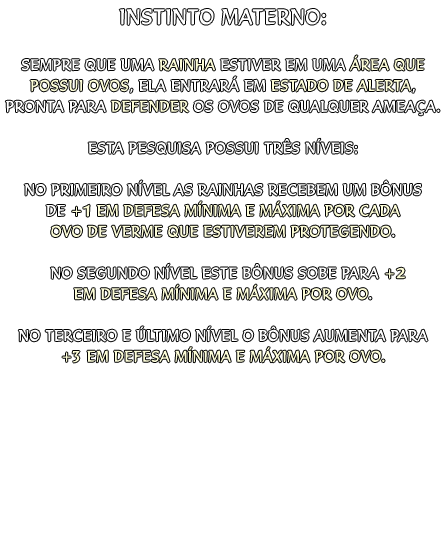 INSTINTO MATERNO:
SEMPRE QUE UMA RAINHA ESTIVER EM UMA ÁREA QUE
POSSUI OVOS, ELA ENTRARÁ EM ESTADO DE ALERTA,
PRONTA PARA DEFENDER OS OVOS DE QUALQUER AMEAÇA.
ESTA PESQUISA POSSUI TRÊS NÍVEIS:
NO PRIMEIRO NÍVEL AS RAINHAS RECEBEM UM BÔNUS
DE +1 EM DEFESA MÍNIMA E MÁXIMA POR CADA
OVO DE VERME QUE ESTIVEREM PROTEGENDO.
NO SEGUNDO NÍVEL ESTE BÔNUS SOBE PARA +2
EM DEFESA MÍNIMA E MÁXIMA POR OVO.
NO TERCEIRO E ÚLTIMO NÍVEL O BÔNUS AUMENTA PARA
+3 EM DEFESA MÍNIMA E MÁXIMA POR OVO.